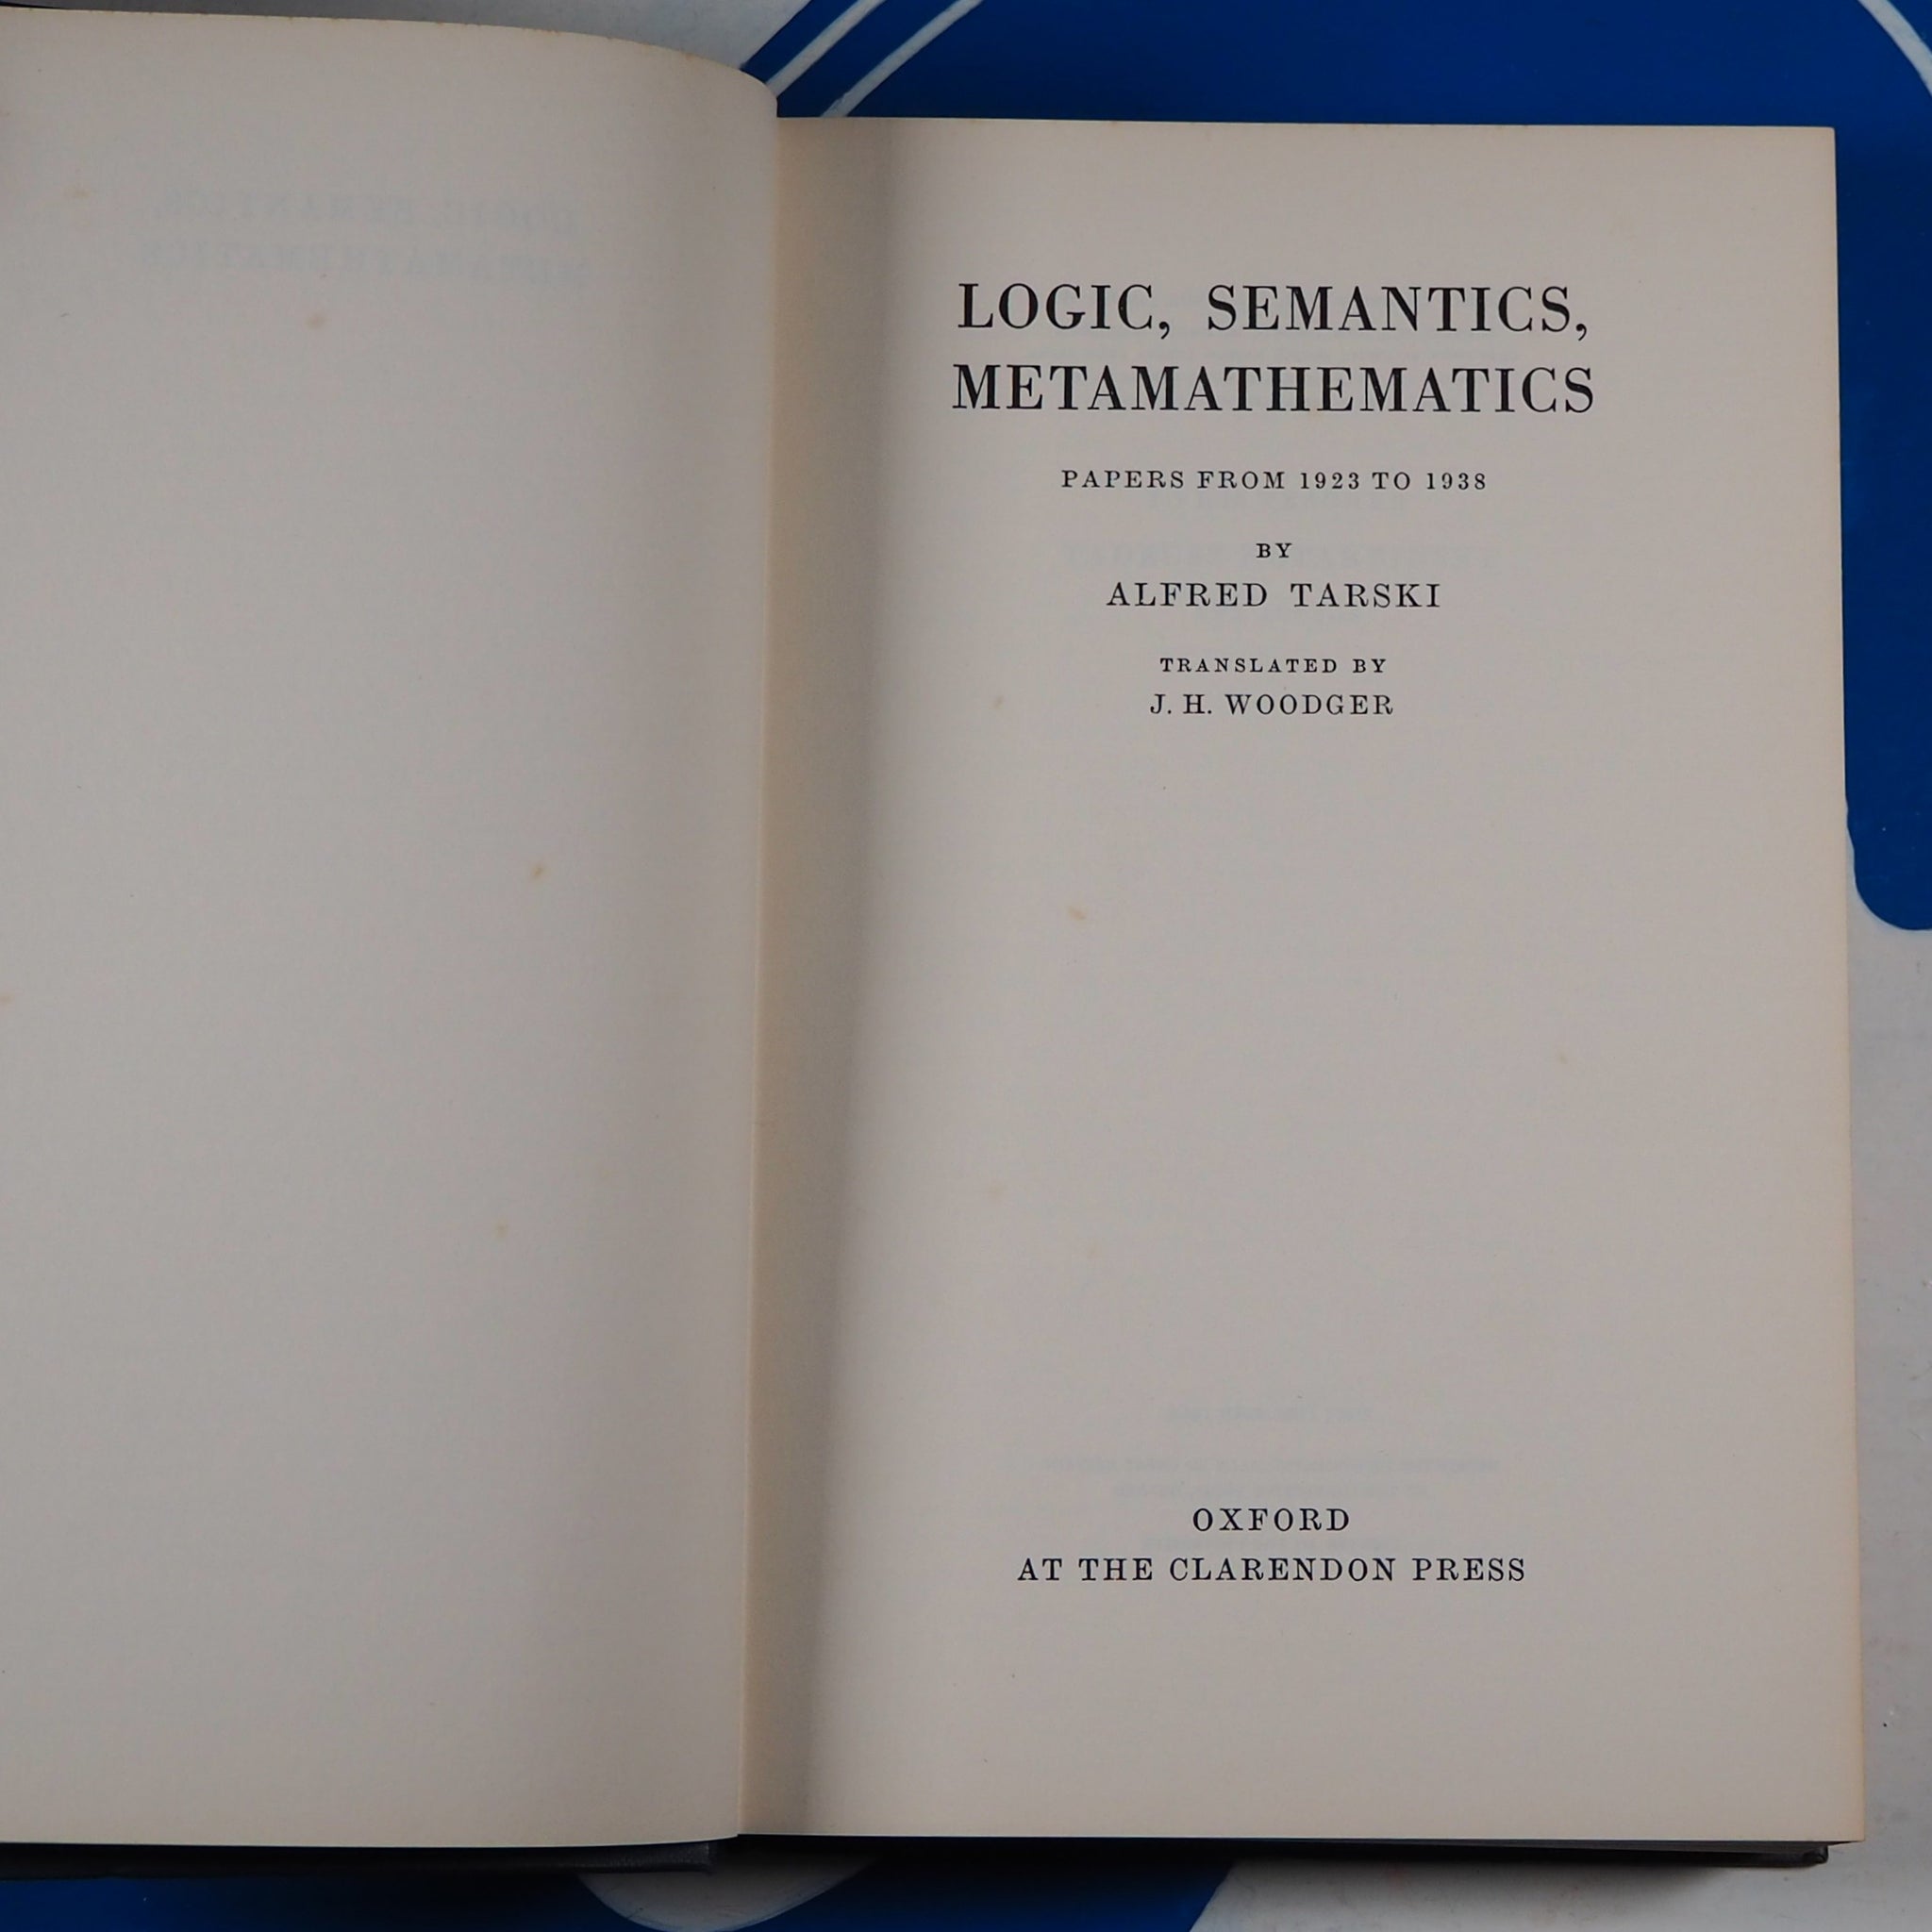 LOGIC, SEMANTICS,
METAMATHEMATICS
PAPERS FROM 1923 TO 1938
BY
ALFRED TARSKI
TRANSLATED BY
J. H. WOODGER
OXFORD
AT THE CLARENDON PRESS